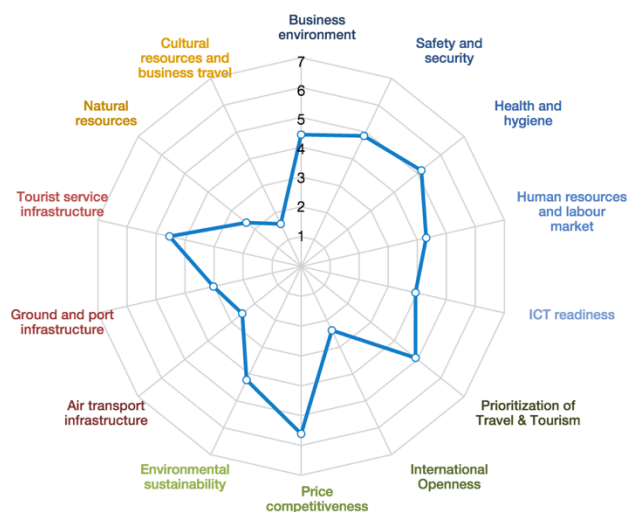 Business
environment
Safety and
security
Health and
hygiene
Human resources
and labour
market
ICT readiness
Prioritization of
Travel & Tourism
International
Openness
Price
competitiveness
Environmental
sustainability
Air transport
infrastructure
Ground and port
infrastructure
Tourist service
infrastructure
Natural
resources
Cultural
resources and
business travel
7
6
5
4
3
2
1